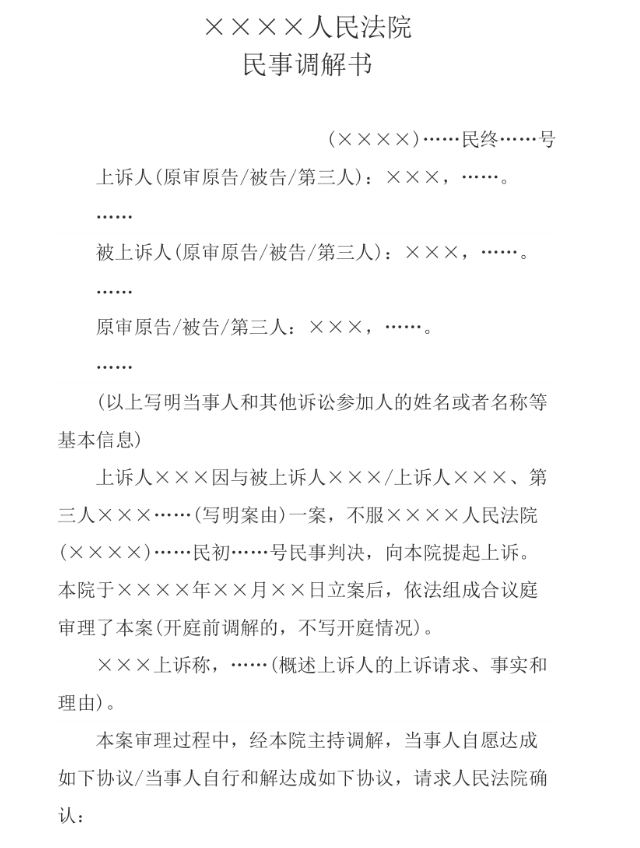 ××××人民法院
民事调解书
(××××)……民终……号
上诉人(原审原告/被告/第三人)：×××，……。
……
被上诉人(原审原告/被告/第三人)：×××，……。
……
原审原告/被告/第三人：×××，……。
……
(以上写明当事人和其他诉讼参加人的姓名或者名称等
基本信息)
上诉人×××因与被上诉人×××/上诉人×××、第
三人×××……(写明案由)一案，不服××××人民法院
(××××)……民初……号民事判决，向本院提起上诉。
本院于××××年××月××日立案后，依法组成合议庭
审理了本案(开庭前调解的，不写开庭情况)。
×××上诉称，……(概述上诉人的上诉请求、事实和
理由)。
本案审理过程中，经本院主持调解，当事人自愿达成
如下协议/当事人自行和解达成如下协议，请求人民法院确
认：